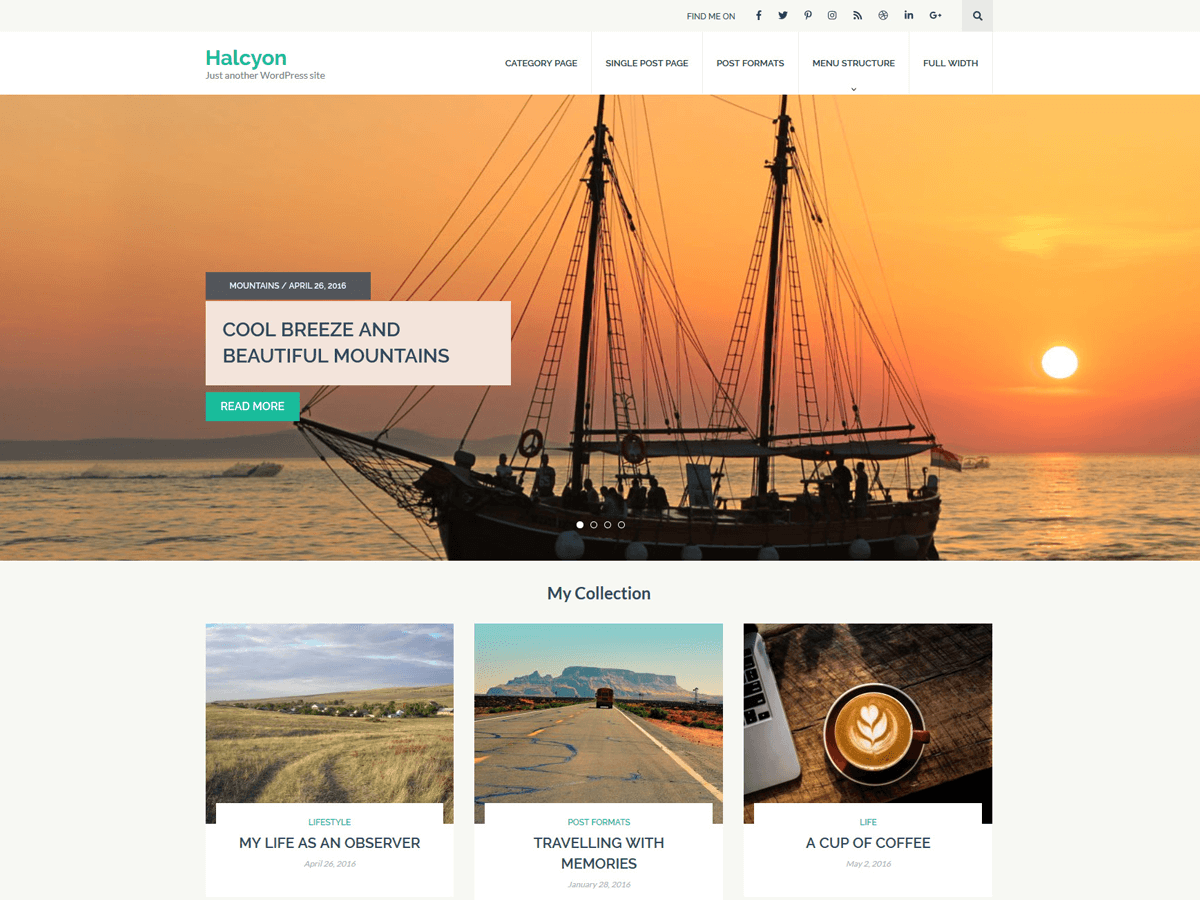 FIND ME ON
Halcyon
Just another WordPress site
CATEGORY PAGE
SINGLE POST PAGE
POST FORMATS
MENU STRUCTURE
FULL WIDTH
MOUNTAINS / APRIL 26, 2016
COOL BREEZE AND
BEAUTIFUL MOUNTAINS
READ MORE
My Collection
LIFESTYLE
MY LIFE AS AN OBSERVER
April 26, 2016
POST FORMATS
TRAVELLING WITH
MEMORIES
January 28, 2016
LIFE
A CUP OF COFFEE
May 2, 2016